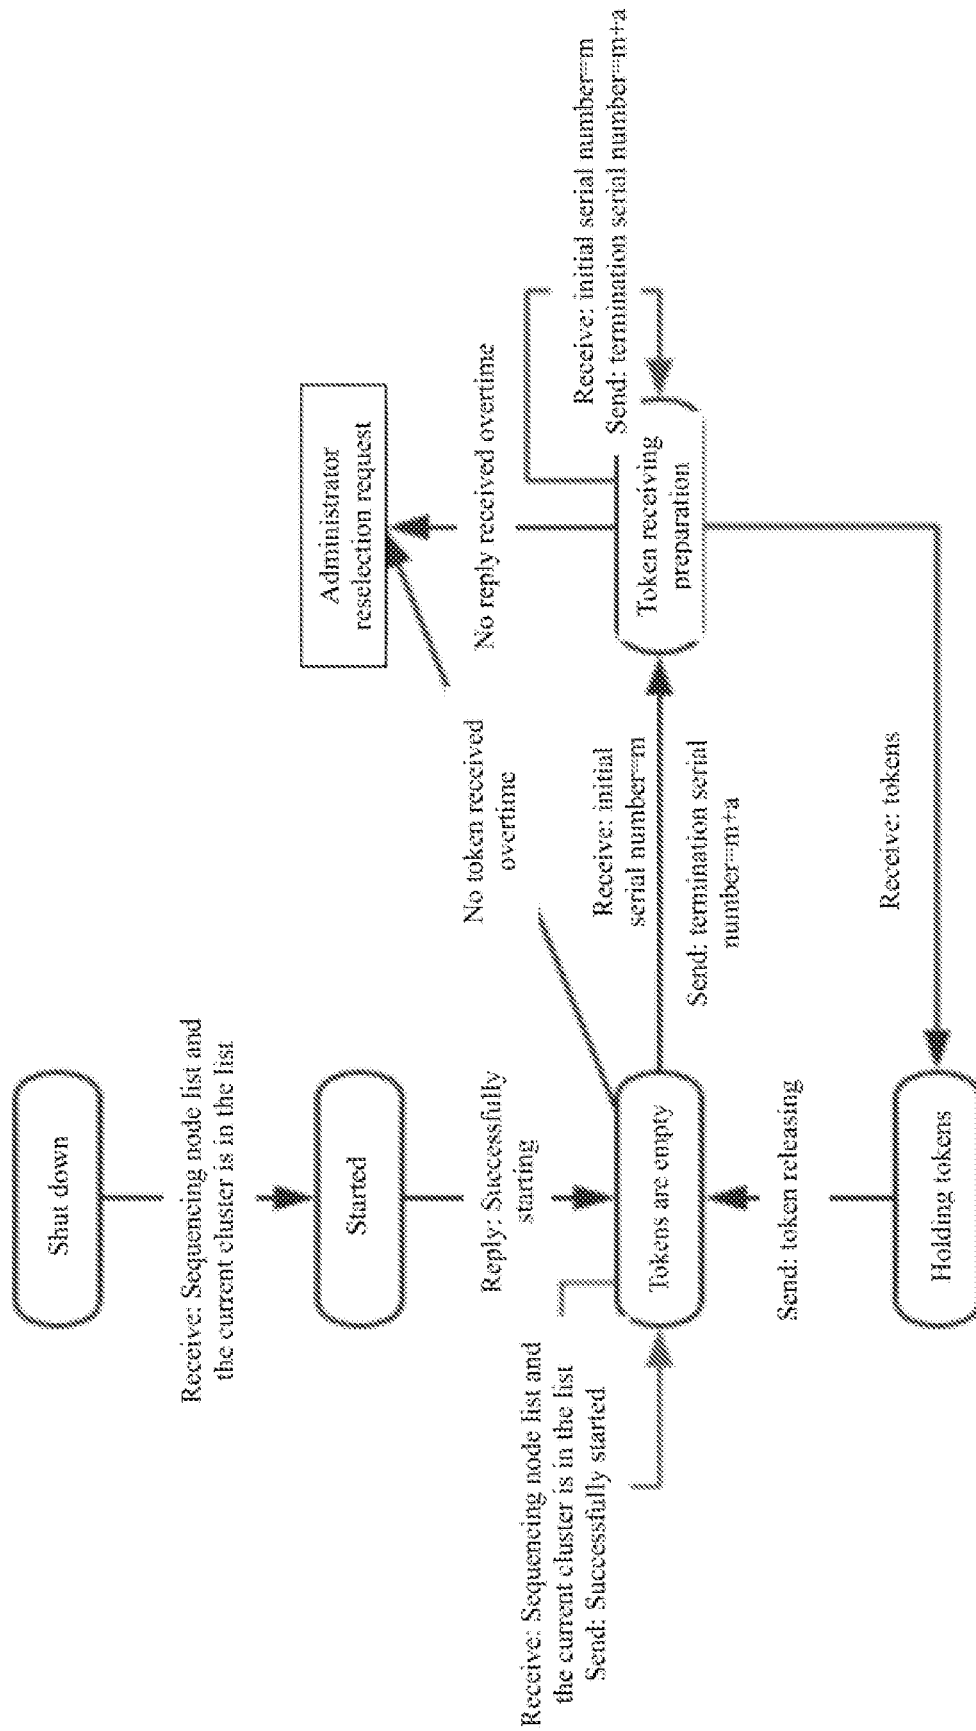 Shut down
Receive: Sequencing node list and
the current cluster is in the list
Started
Reply: Successfully
starting
Receive: Sequencing node list and
the current cluster is in the list
Send: Successfully started
Tokens are empty
No token received
overtime
Administrator
reselection request
No reply received overtime
Receive: initial
serial number=m
Send: termination serial
number=m+a
Token receiving
preparation
Receive: initial serial number=m
Send: termination serial number=m+a
Send: token releasing
Receive: tokens
Holding tokens